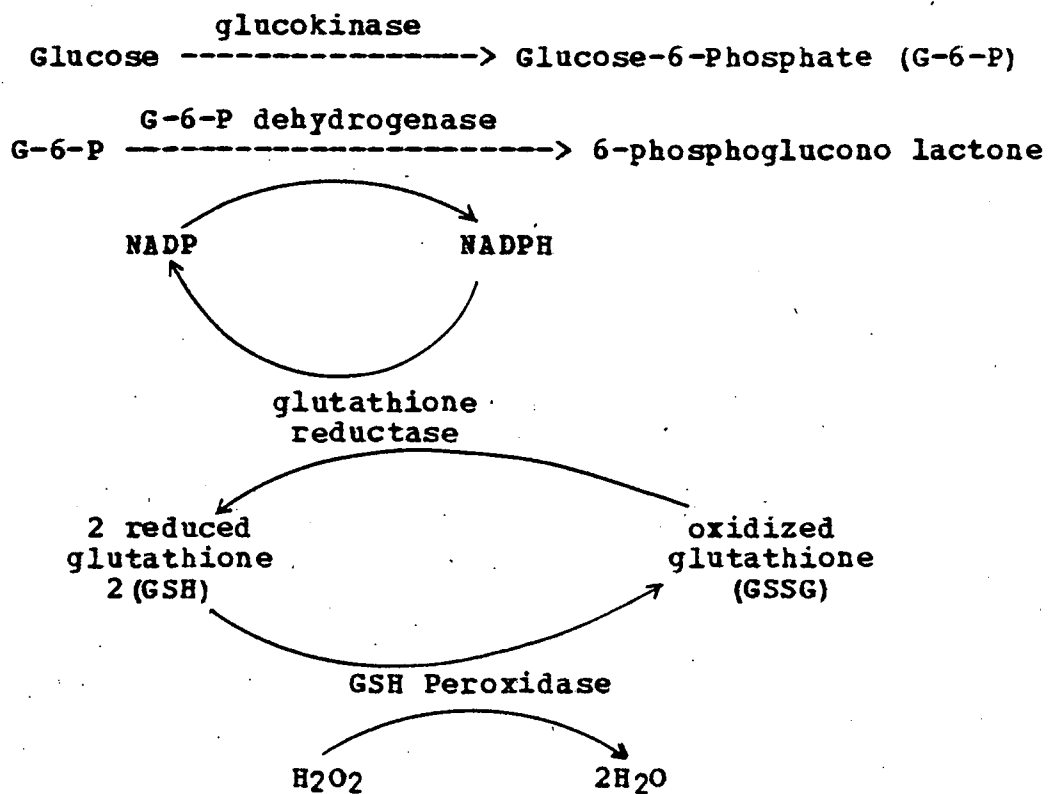 glucokinase
Glucose ----------------> Glucose-6-Phosphate (G-6-P)
G-6-P dehydrogenase
G-6-P -----------------------> 6-phosphoglucono lactone
NADP NADPH
glutathione
reductase
2 reduced oxidized
glutathione glutathione
2(GSH) (GSSG)
GSH Peroxidase
H2O2 2H2O